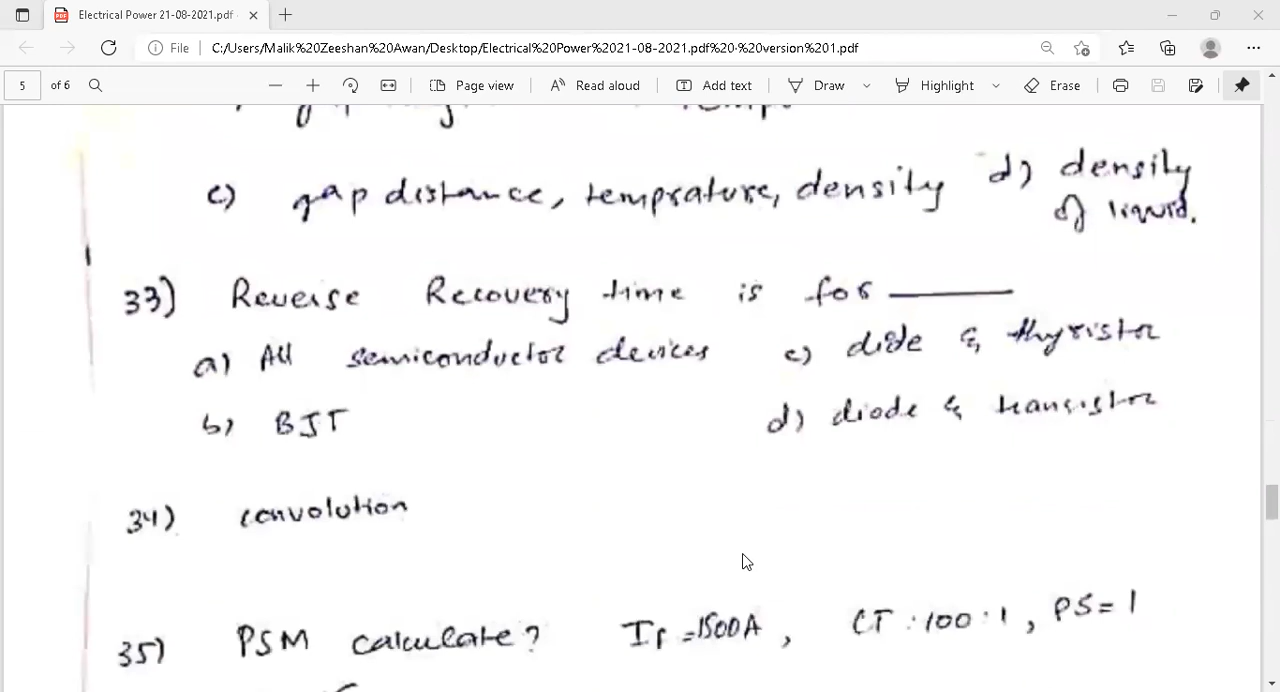 Electrical Power 21-08-2021.pdf -
File C:/Users/Malik%20Zeeshan%20Awan/Desktop/Electrical%20Power%2021-08-2021.pdf%20-%20version%201.pdf
5 of 6 Page view Read aloud Add text Draw Highlight Erase
c) gap distance, temprature, density d) density
of liquid.
33) Reverse Recovery time is for ______
a) All semiconductor devices c) diode & thyristor
b) BJT d) diode & transistor
34) convolution
35) PSM calculate? If =1500A, CT :100:1, PS=1